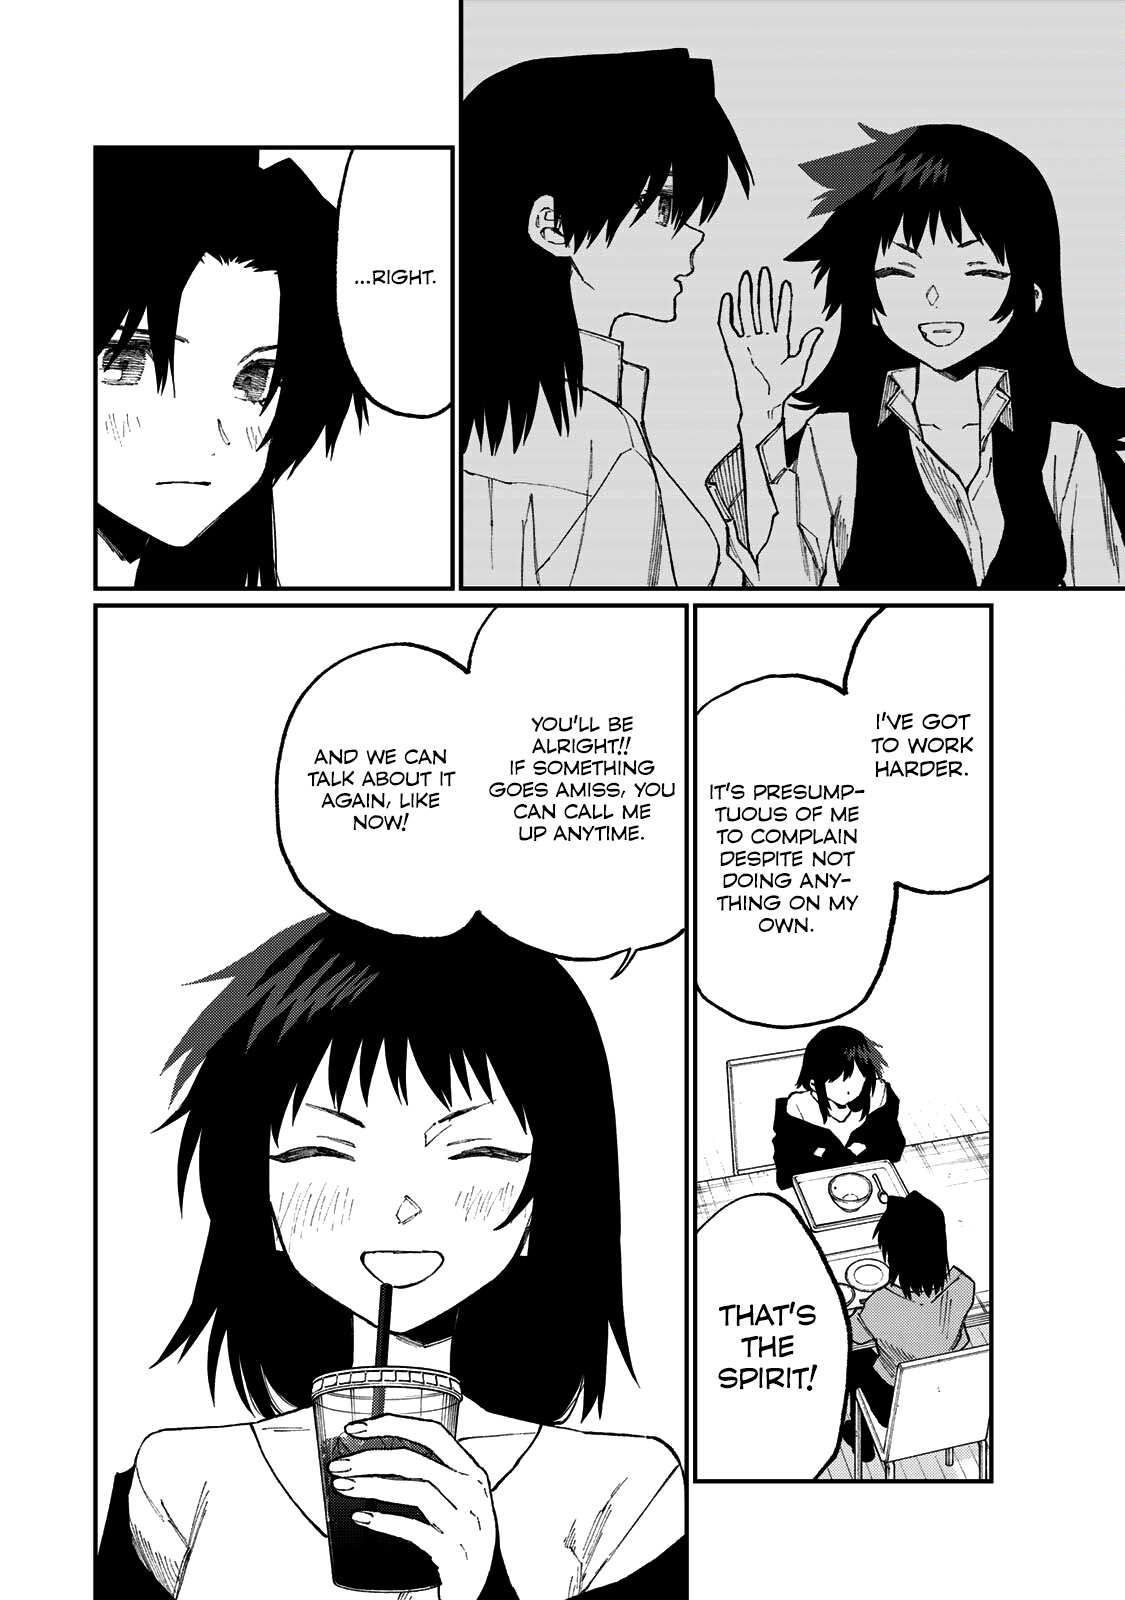 ...RIGHT.
I'VE GOT
TO WORK
HARDER.
IT'S PRESUMP-
TUOUS OF ME
TO COMPLAIN
DESPITE NOT
DOING ANY-
THING ON MY
OWN.
THAT'S
THE
SPIRIT!
YOU'LL BE
ALRIGHT!!
IF SOMETHING
GOES AMISS, YOU
CAN CALL ME
UP ANYTIME.
AND WE CAN
TALK ABOUT IT
AGAIN, LIKE
NOW!